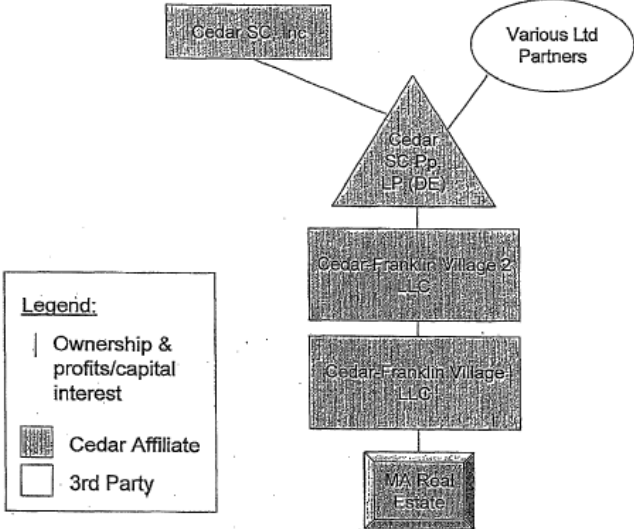 Cedar SC, Inc
Various Ltd
Partners
Cedar
SC Pp,
LP (DE)
Cedar-Franklin Village 2
LLC
Cedar-Franklin Village
LLC
MA Real
Estate
Legend:
Ownership &
profits/capital
interest
Cedar Affiliate
3rd Party